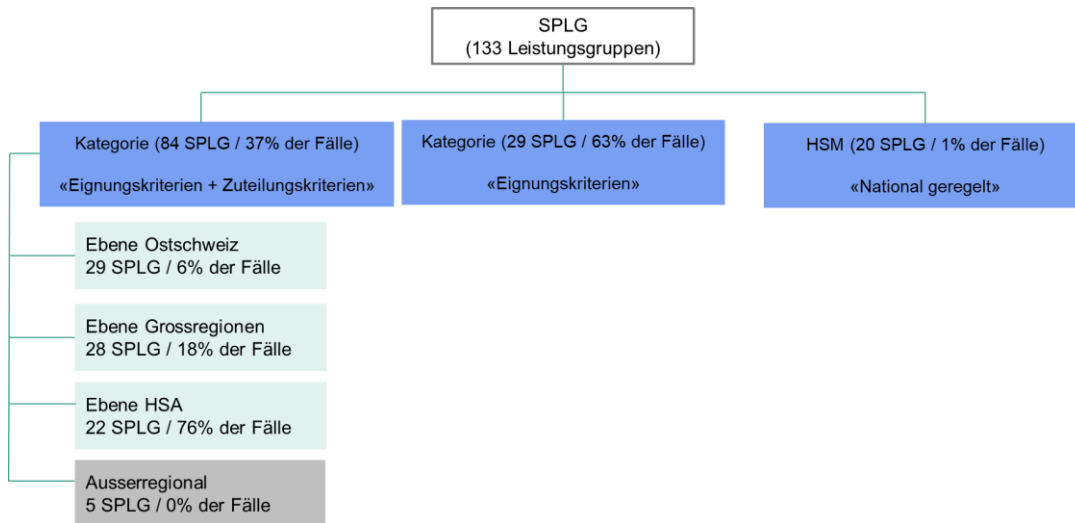 SPLG
(133 Leistungsgruppen)
Kategorie (84 SPLG / 37% der Fälle)
«Eignungskriterien + Zuteilungskriterien»
Kategorie (29 SPLG / 63% der Fälle)
«Eignungskriterien»
HSM (20 SPLG / 1% der Fälle)
«National geregelt»
Ebene Ostschweiz
29 SPLG / 6% der Fälle
Ebene Grossregionen
28 SPLG / 18% der Fälle
Ebene HSA
22 SPLG / 76% der Fälle
Ausserregional
5 SPLG / 0% der Fälle